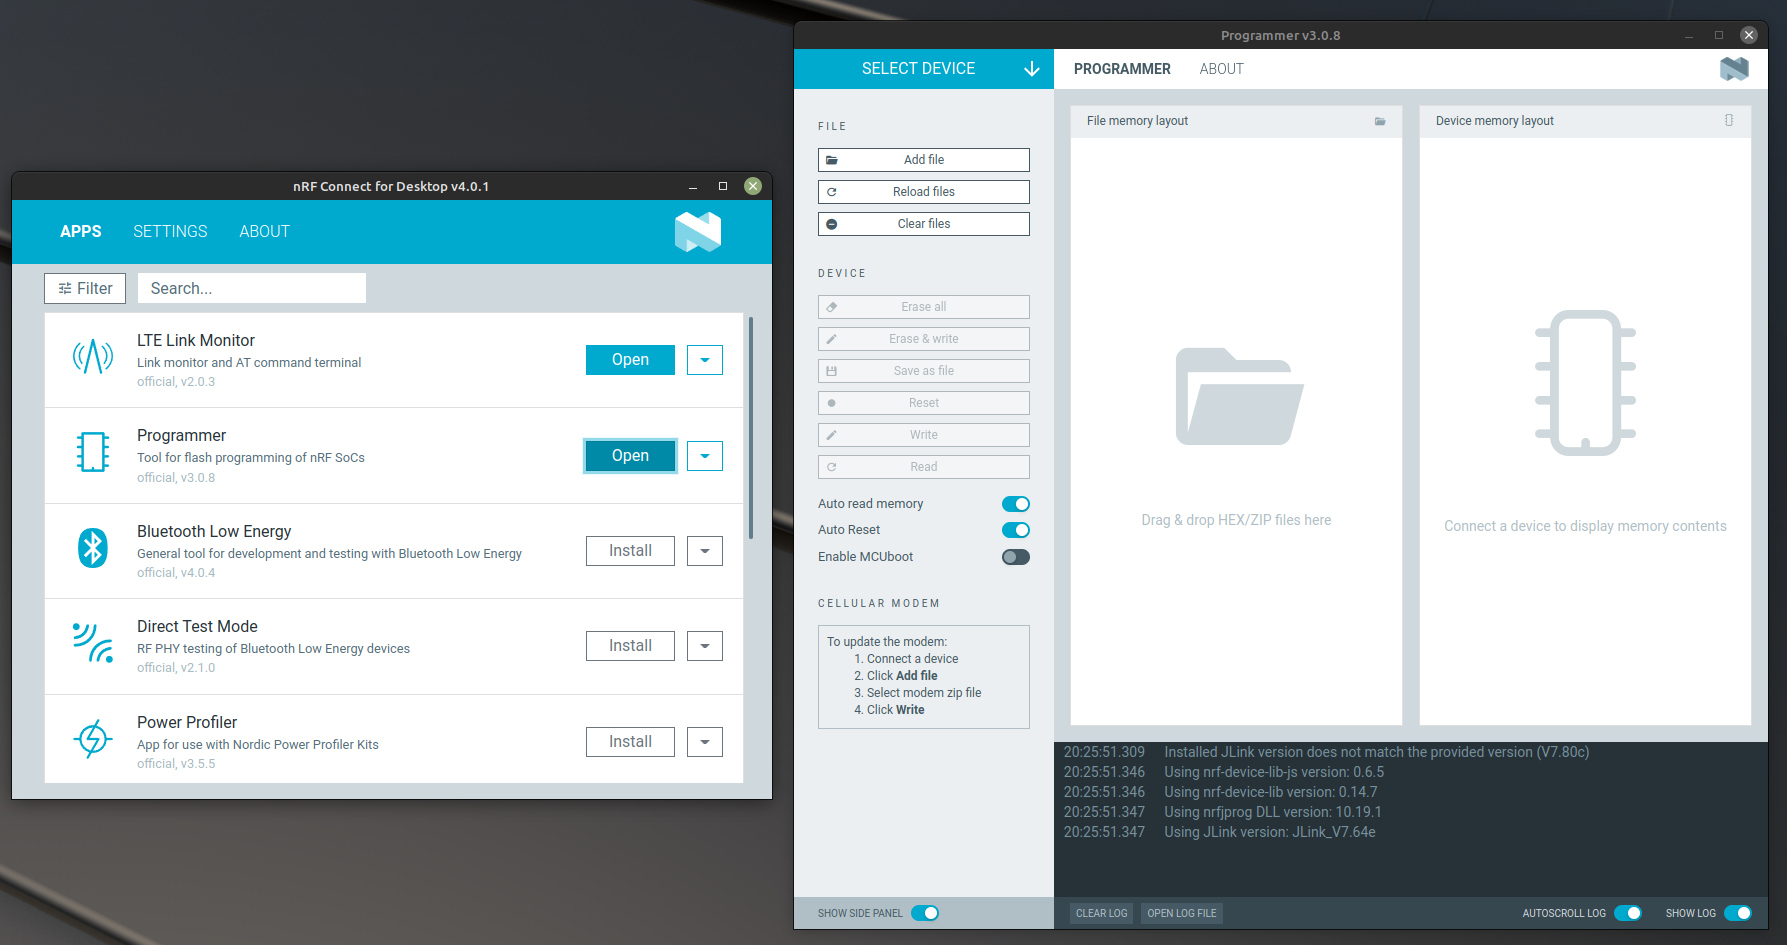 nRF Connect for Desktop v4.0.1
APPS SETTINGS ABOUT
Filter Search...
LTE Link Monitor
Link monitor and AT command terminal
official, v2.0.3
Open
Programmer
Tool for flash programming of nRF SoCs
official, v3.0.8
Open
Bluetooth Low Energy
General tool for development and testing with Bluetooth Low Energy
official, v4.0.4
Install
Direct Test Mode
RF PHY testing of Bluetooth Low Energy devices
official, v2.1.0
Install
Power Profiler
App for use with Nordic Power Profiler Kits
official, v3.5.5
Install
Programmer v3.0.8
SELECT DEVICE
PROGRAMMER ABOUT
FILE
Add file
Reload files
Clear files
DEVICE
Erase all
Erase & write
Save as file
Reset
Write
Read
Auto read memory
Auto Reset
Enable MCUboot
CELLULAR MODEM
To update the modem:
1. Connect a device
2. Click Add file
3. Select modem zip file
4. Click Write
SHOW SIDE PANEL
File memory layout
Drag & drop HEX/ZIP files here
Device memory layout
Connect a device to display memory contents
20:25:51.309 Installed JLink version does not match the provided version (V7.80c)
20:25:51.346 Using nrf-device-lib-js version: 0.6.5
20:25:51.346 Using nrf-device-lib version: 0.14.7
20:25:51.347 Using nrfjprog DLL version: 10.19.1
20:25:51.347 Using JLink version: JLink_V7.64e
CLEAR LOG OPEN LOG FILE AUTOSCROLL LOG SHOW LOG